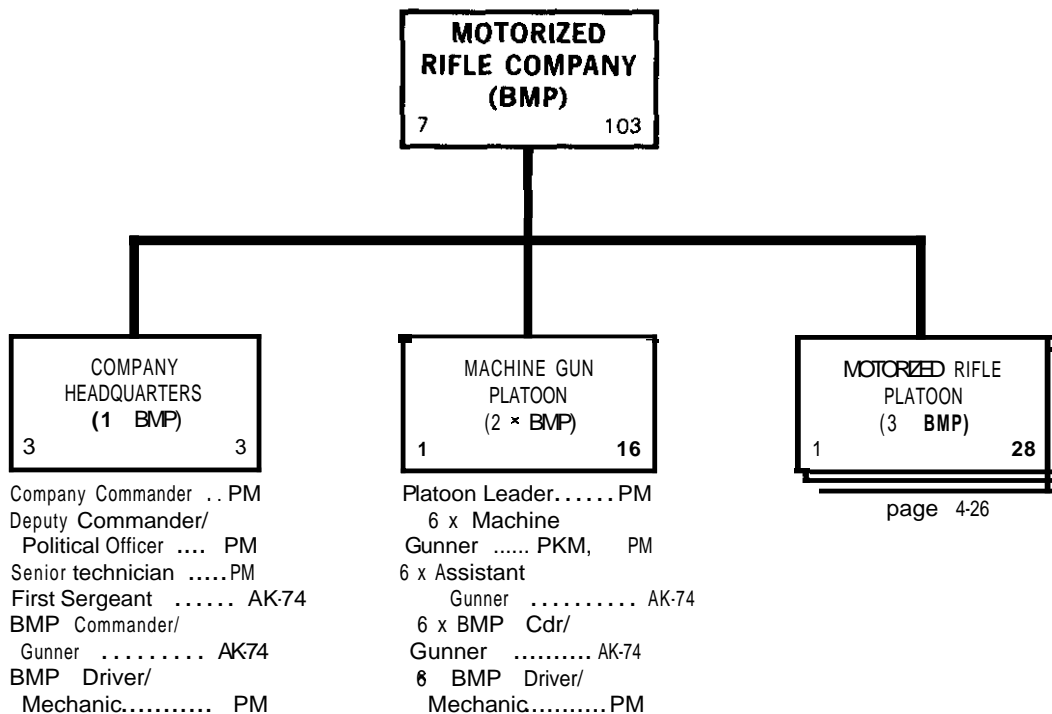 MOTORIZED
RIFLE COMPANY
(BMP)
7 103
COMPANY
HEADQUARTERS
(1 BMP)
3 3
Company Commander .. PM
Deputy Commander/
Political Officer .... PM
Senior technician ..... PM
First Sergeant ...... AK-74
BMP Commander/
Gunner ......... AK74
BMP Driver/
Mechanic........... PM
MACHINE GUN
PLATOON
(2 × BMP)
1 16
Platoon Leader...... PM
6 x Machine
Gunner ...... PKM, PM
6 x Assistant
Gunner .......... AK-74
6 x BMP Cdr/
Gunner .......... AK-74
6 BMP Driver/
Mechanic.......... PM
MOTORIZED RIFLE
PLATOON
(3 BMP)
1 28
page 4-26